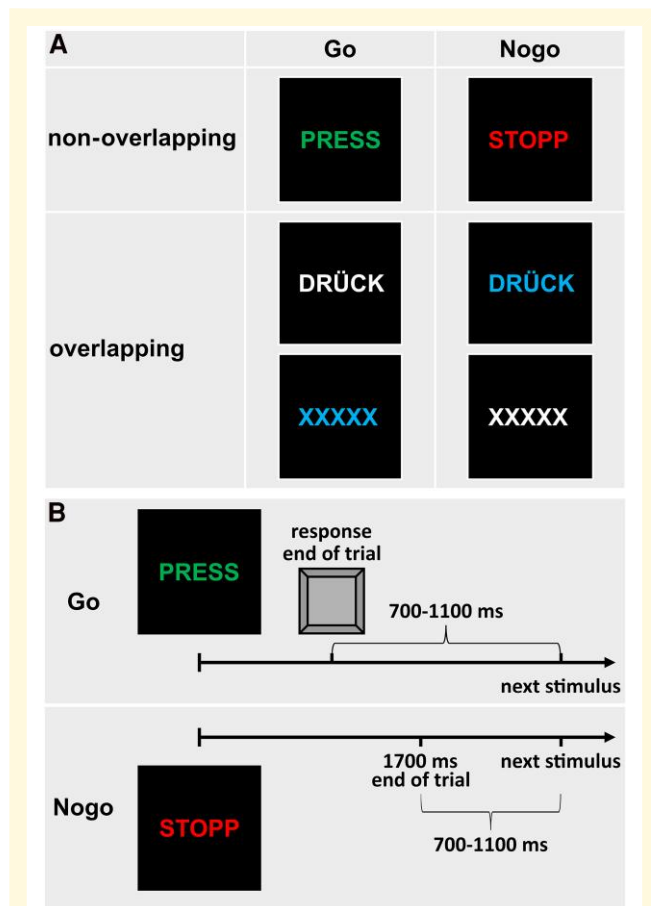 A
Go Nogo
non-overlapping PRESS STOPP
DRÜCK DRÜCK
overlapping
XXXXX XXXXX
B
response
end of trial
PRESS
Go
700-1100 ms
next stimulus
1700 ms next stimulus
end of trial
Nogo
STOPP
700-1100 ms